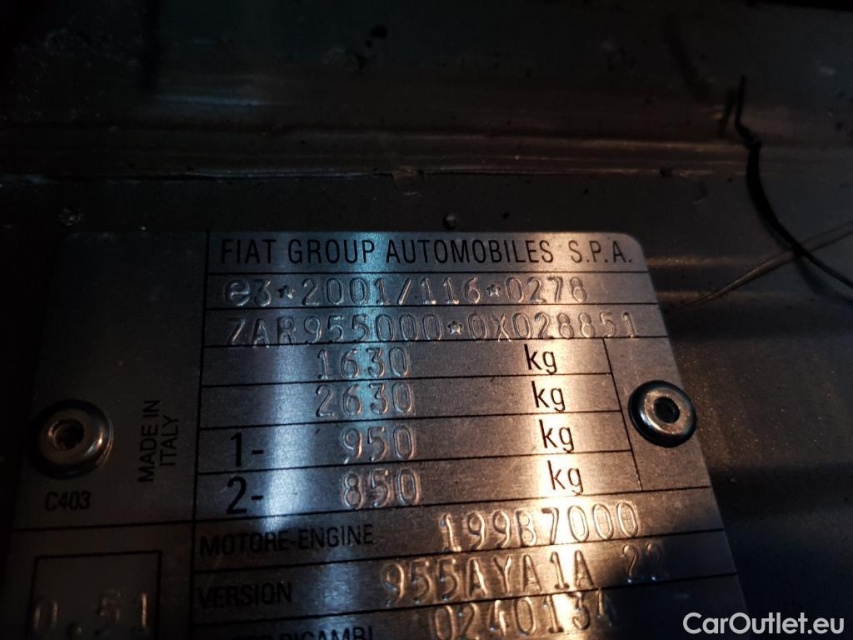 FIAT GROUP AUTOMOBILES S.P.A.
e3*2001/116*0278
ZAR955000*0X028851
1630 kg
2630 kg
1- 950 kg
2- 850 kg
MADE IN
ITALY
C403
MOTORE-ENGINE 199B7000
VERSION 955AYA1A
CarOutlet.eu